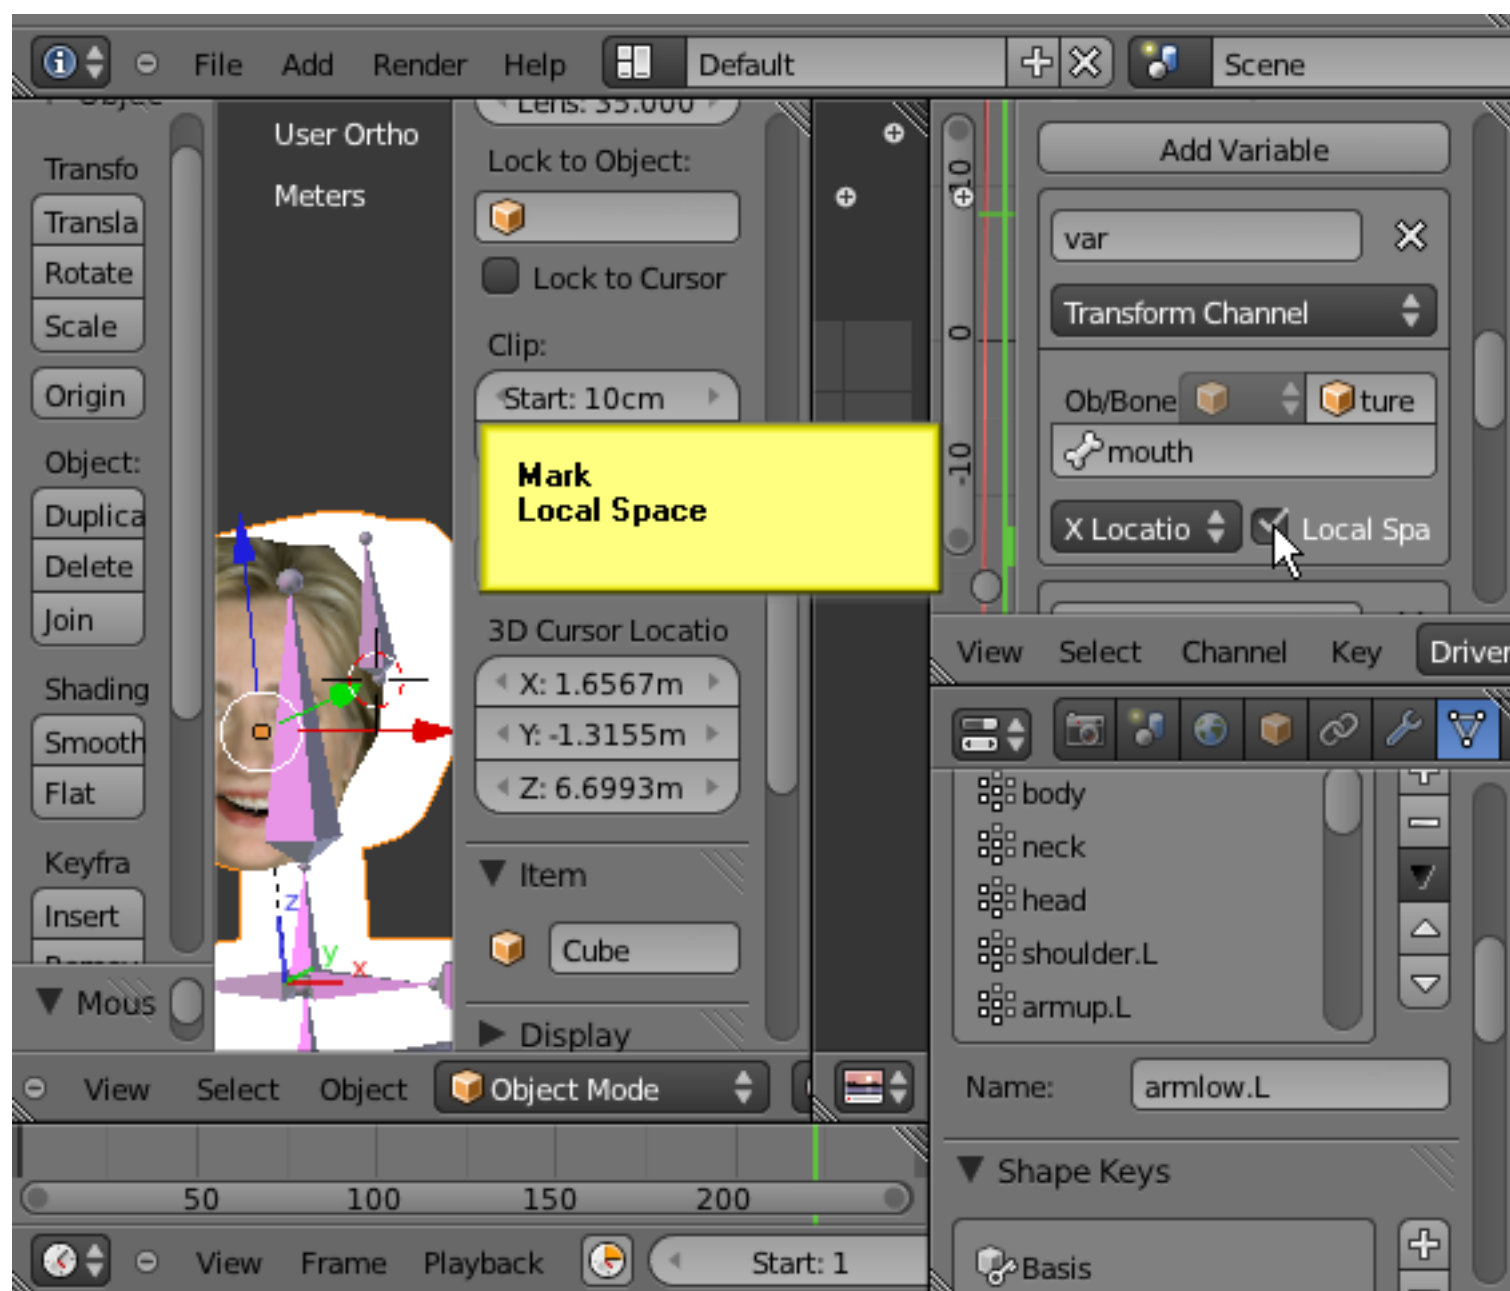 File Add Render Help Default Scene
Objec
Transfo
Transla
Rotate
Scale
Origin
Object:
Duplica
Delete
Join
Shading
Smooth
Flat
Keyfra
Insert
Mous
User Ortho
Meters
z
y
x
Lens: 35.000
Lock to Object:
Lock to Cursor
Clip:
Start: 10cm
Mark
Local Space
3D Cursor Locatio
X: 1.6567m
Y: -1.3155m
Z: 6.6993m
Item
Cube
Display
View Select Object Object Mode
50 100 150 200
View Frame Playback Start: 1
10
0
-10
Add Variable
var
Transform Channel
Ob/Bone ture
mouth
X Locatio Local Spa
View Select Channel Key Driver
body
neck
head
shoulder.L
armup.L
Name: armlow.L
Shape Keys
Basis